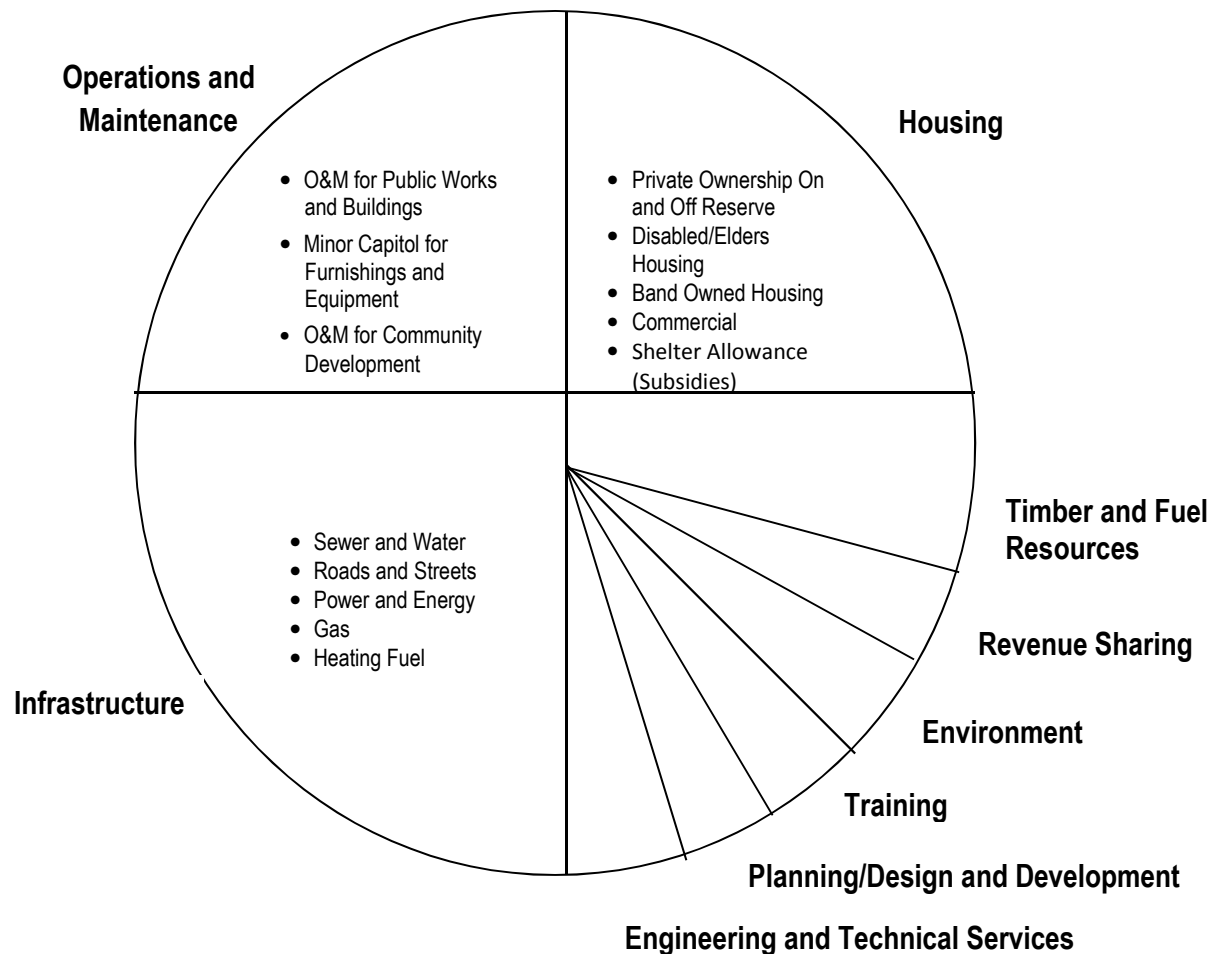 Operations and
Maintenance
• O&M for Public Works
and Buildings
• Minor Capitol for
Furnishings and
Equipment
• O&M for Community
Development
Housing
• Private Ownership On
and Off Reserve
• Disabled/Elders
Housing
• Band Owned Housing
• Commercial
• Shelter Allowance
(Subsidies)
Infrastructure
• Sewer and Water
• Roads and Streets
• Power and Energy
• Gas
• Heating Fuel
Timber and Fuel
Resources
Revenue Sharing
Environment
Training
Planning/Design and Development
Engineering and Technical Services